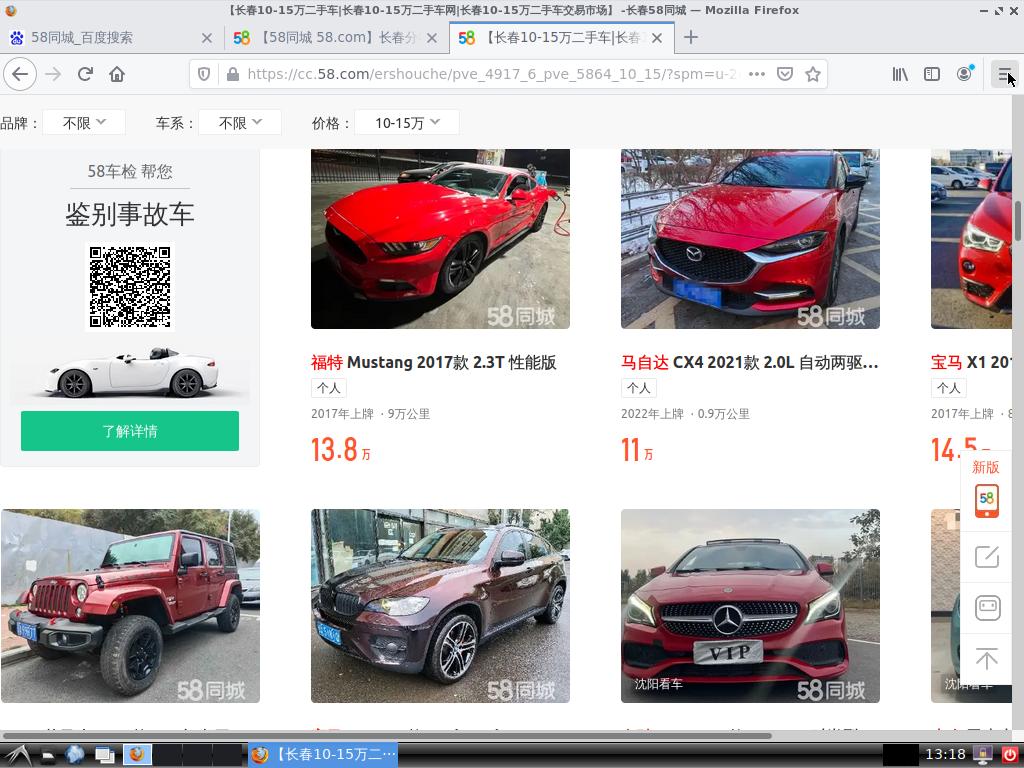 【长春10-15万二手车|长春10-15万二手车网|长春10-15万二手车交易市场】 -长春58同城 — Mozilla Firefox
58同城_百度搜索
【58同城 58.com】长春分
【长春10-15万二手车|长春
https://cc.58.com/ershouche/pve_4917_6_pve_5864_10_15/?spm=u-2
品牌： 不限 车系： 不限 价格： 10-15万
58车检 帮您
鉴别事故车
了解详情
58同城
福特 Mustang 2017款 2.3T 性能版
个人
2017年上牌 · 9万公里
13.8 万
58同城
马自达 CX4 2021款 2.0L 自动两驱...
个人
2022年上牌 · 0.9万公里
11 万
宝马 X1 201
个人
2017年上牌 · 8
14.5
新版
58
58同城
58同城
VIP
沈阳看车
58同城
沈阳看车
【长春10-15万二…
13:18